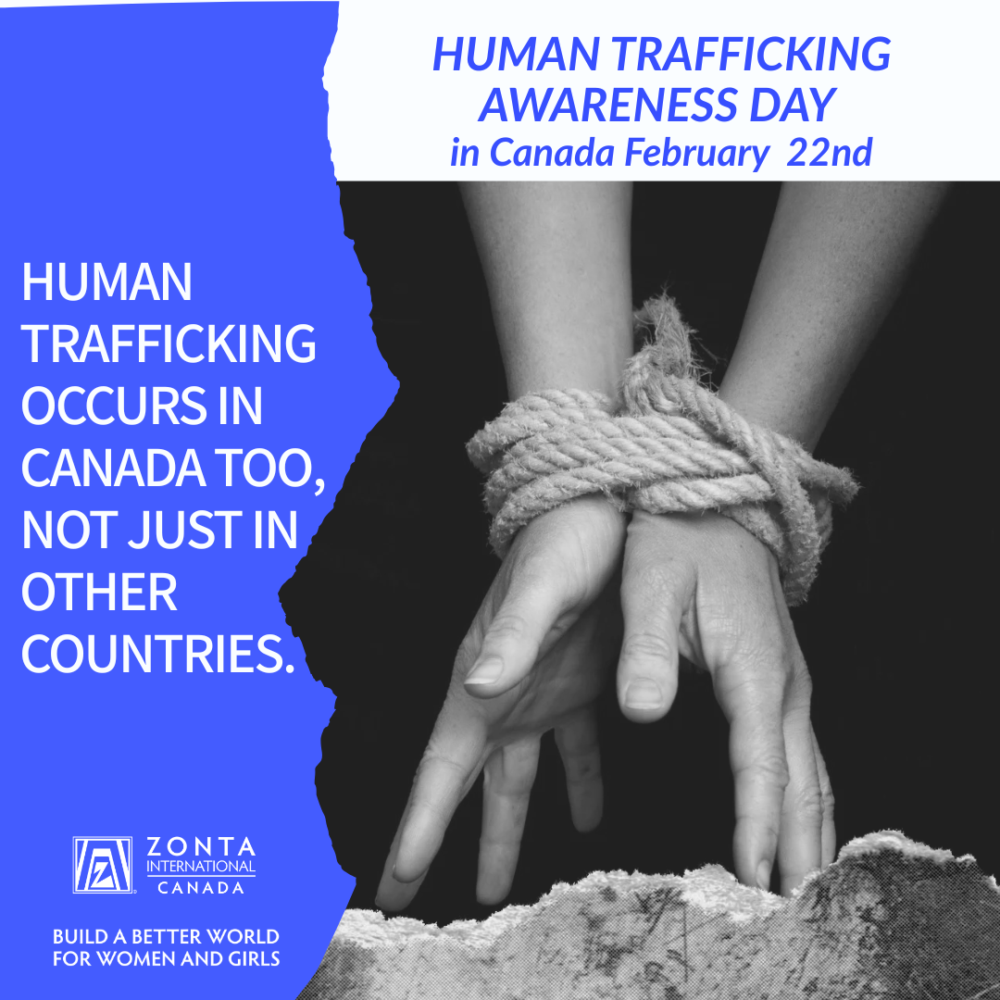 HUMAN TRAFFICKING
AWARENESS DAY
in Canada February 22nd
HUMAN
TRAFFICKING
OCCURS IN
CANADA TOO,
NOT JUST IN
OTHER
COUNTRIES.
ZONTA
INTERNATIONAL
CANADA
BUILD A BETTER WORLD
FOR WOMEN AND GIRLS